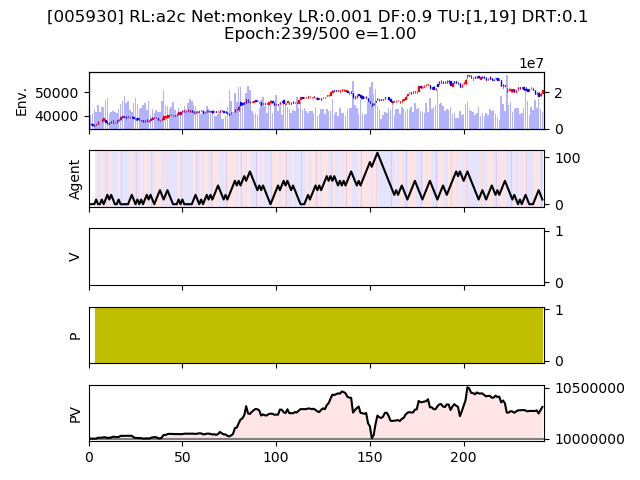 [005930] RL:a2c Net:monkey LR:0.001 DF:0.9 TU:[1,19] DRT:0.1
Epoch:239/500 e=1.00
1e7
Env.
50000
40000
2
0
Agent
100
0
V
1
0
P
1
0
PV
10500000
10000000
0 50 100 150 200